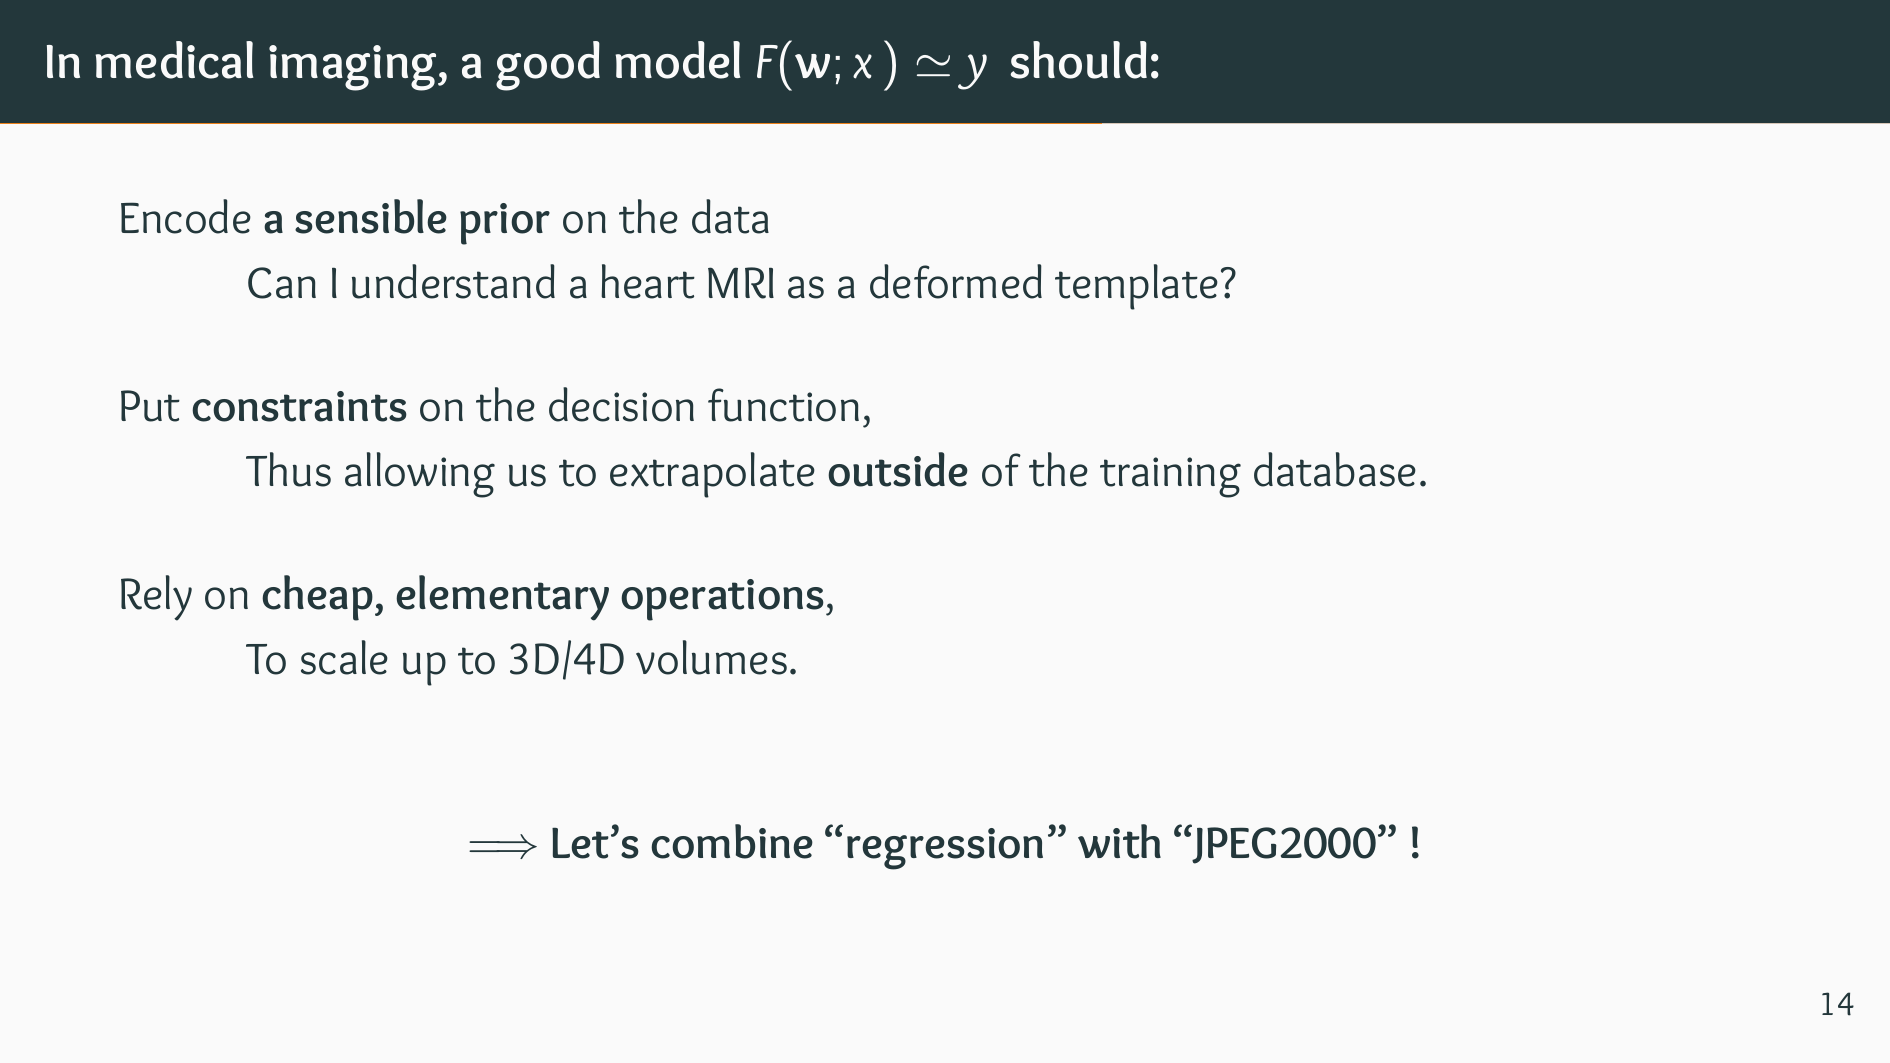 In medical imaging, a good model F(w; x ) ≃ y should:
Encode a sensible prior on the data
Can I understand a heart MRI as a deformed template?
Put constraints on the decision function,
Thus allowing us to extrapolate outside of the training database.
Rely on cheap, elementary operations,
To scale up to 3D/4D volumes.
⟹ Let’s combine “regression” with “JPEG2000” !
14